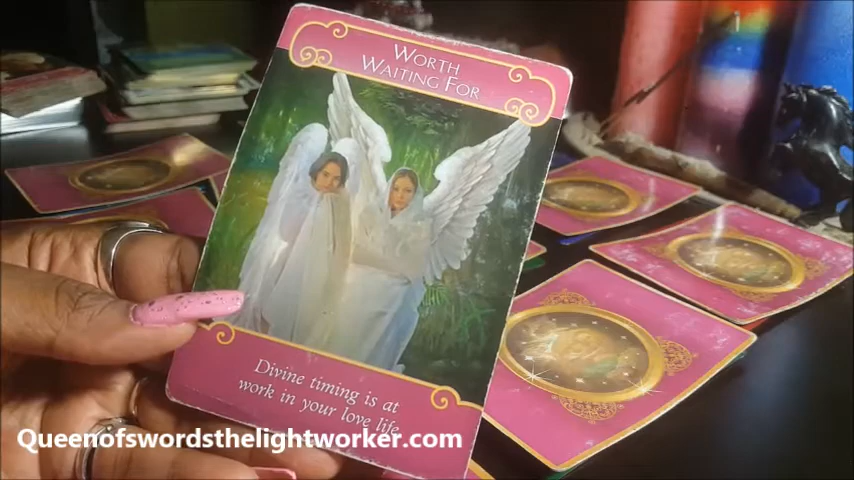 WORTH
WAITING FOR
Divine timing is at
work in your love life.
Queenofswordsthelightworker.com